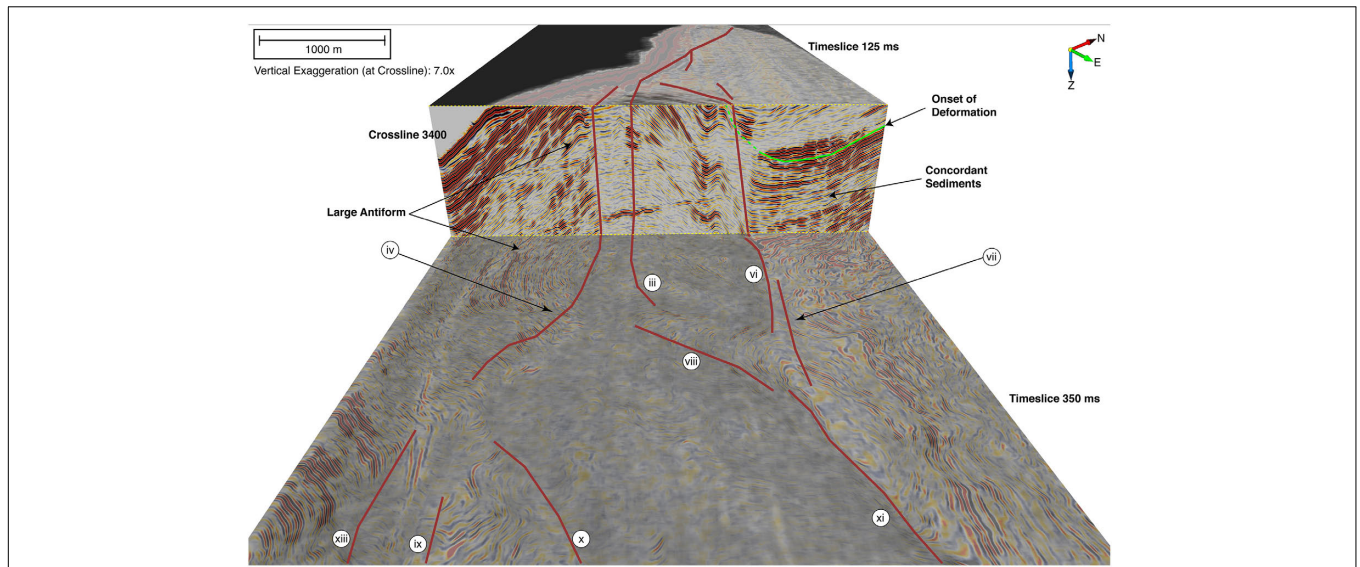 1000 m
Vertical Exaggeration (at Crossline): 7.0x
Timeslice 125 ms
N
E
Z
Onset of
Deformation
Crossline 3400
Concordant
Sediments
Large Antiform
iv
iii
vi
vii
viii
Timeslice 350 ms
xiii
ix
x
xi